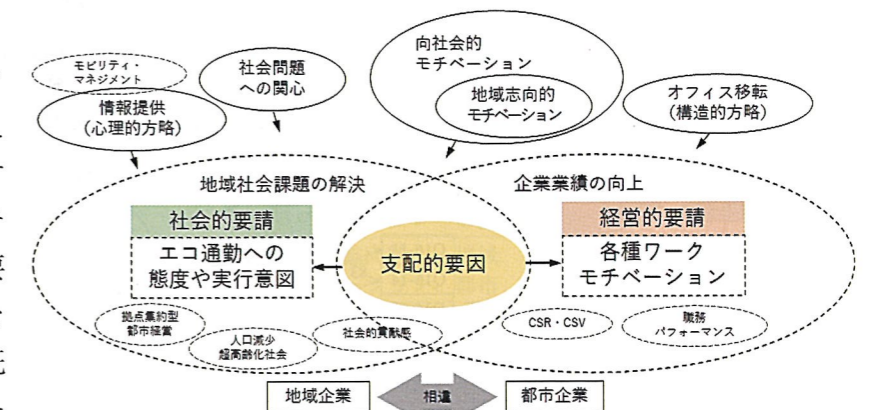 モビリティ・
マネジメント
情報提供
(心理的方略)
社会問題
への関心
向社会的
モチベーション
地域志向的
モチベーション
オフィス移転
(構造的方略)
地域社会課題の解決
企業業績の向上
社会的要請
エコ通勤への
態度や実行意図
支配的要因
経営的要請
各種ワーク
モチベーション
拠点集約型
都市経営
人口減少
超高齢化社会
社会的貢献感
CSR・CSV
職務
パフォーマンス
地域企業
相違
都市企業